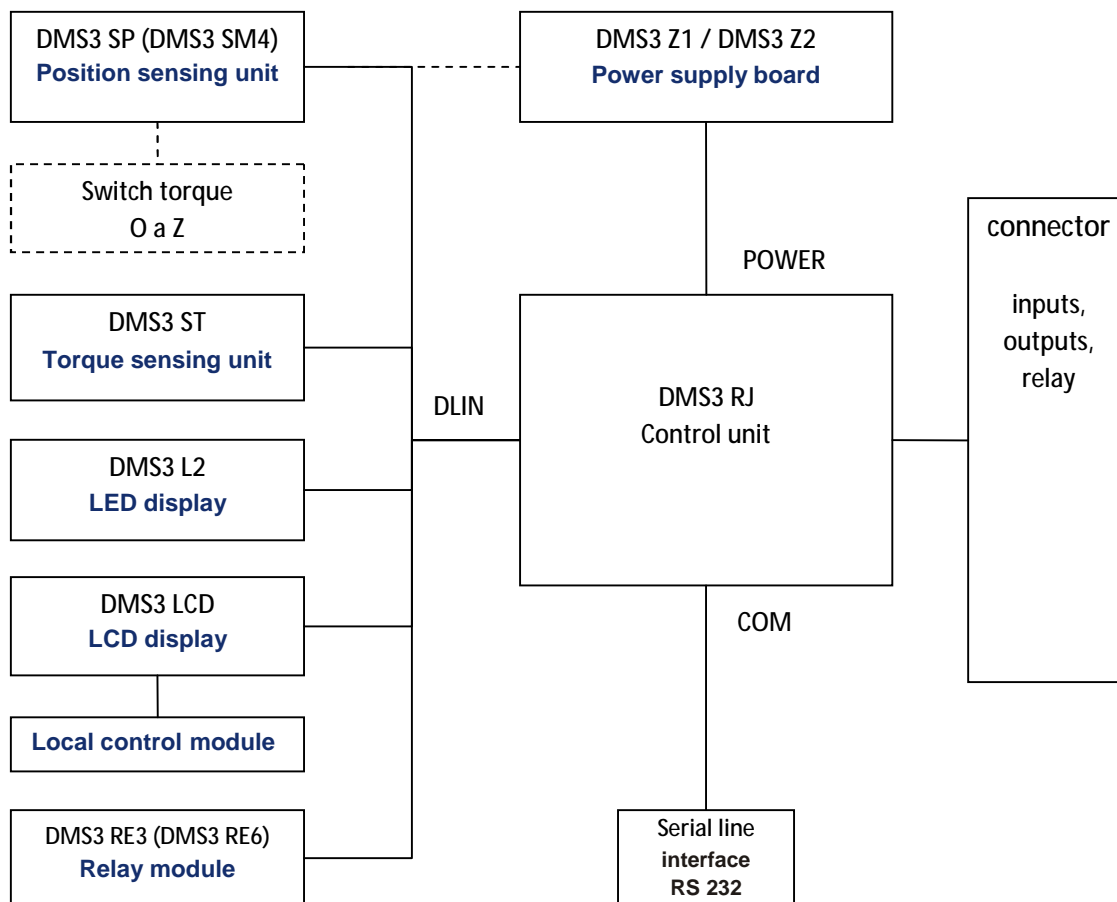 DMS3 SP (DMS3 SM4)
Position sensing unit
DMS3 Z1 / DMS3 Z2
Power supply board
Switch torque
O a Z
connector
inputs,
outputs,
relay
POWER
DMS3 ST
Torque sensing unit
DLIN
DMS3 RJ
Control unit
DMS3 L2
LED display
DMS3 LCD
LCD display
COM
Local control module
DMS3 RE3 (DMS3 RE6)
Relay module
Serial line
interface
RS 232